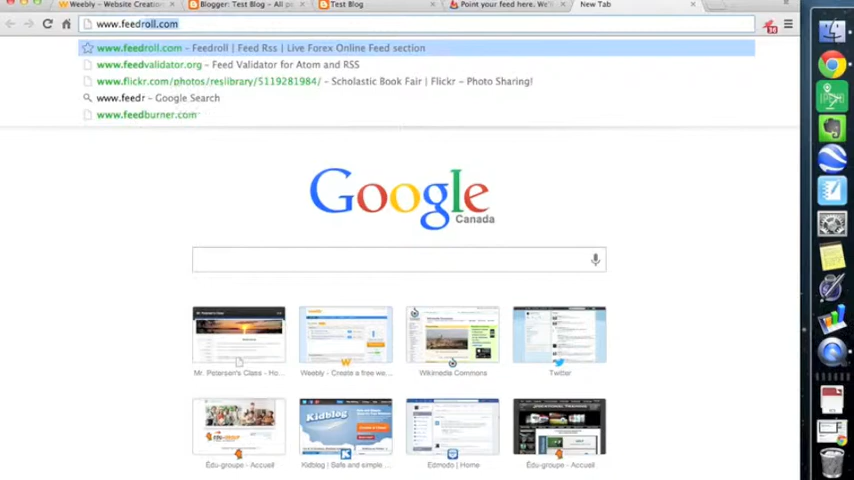 Weebly - Website Creation
Blogger: Test Blog - All po
Test Blog
Point your feed here. We'll
New Tab
www.feedroll.com
www.feedroll.com - Feedroll | Feed Rss | Live Forex Online Feed section
www.feedvalidator.org - Feed Validator for Atom and RSS
www.flickr.com/photos/reslibrary/5119281984/ - Scholastic Book Fair | Flickr - Photo Sharing!
www.feedr - Google Search
www.feedburner.com
Google
Canada
Mr. Petersen's Class - Ho...
Weebly - Create a free we...
Wikimedia Commons
Twitter
Kidblog
Édu-groupe - Accueil
Kidblog | Safe and simple ...
Edmodo | Home
Édu-groupe - Accueil